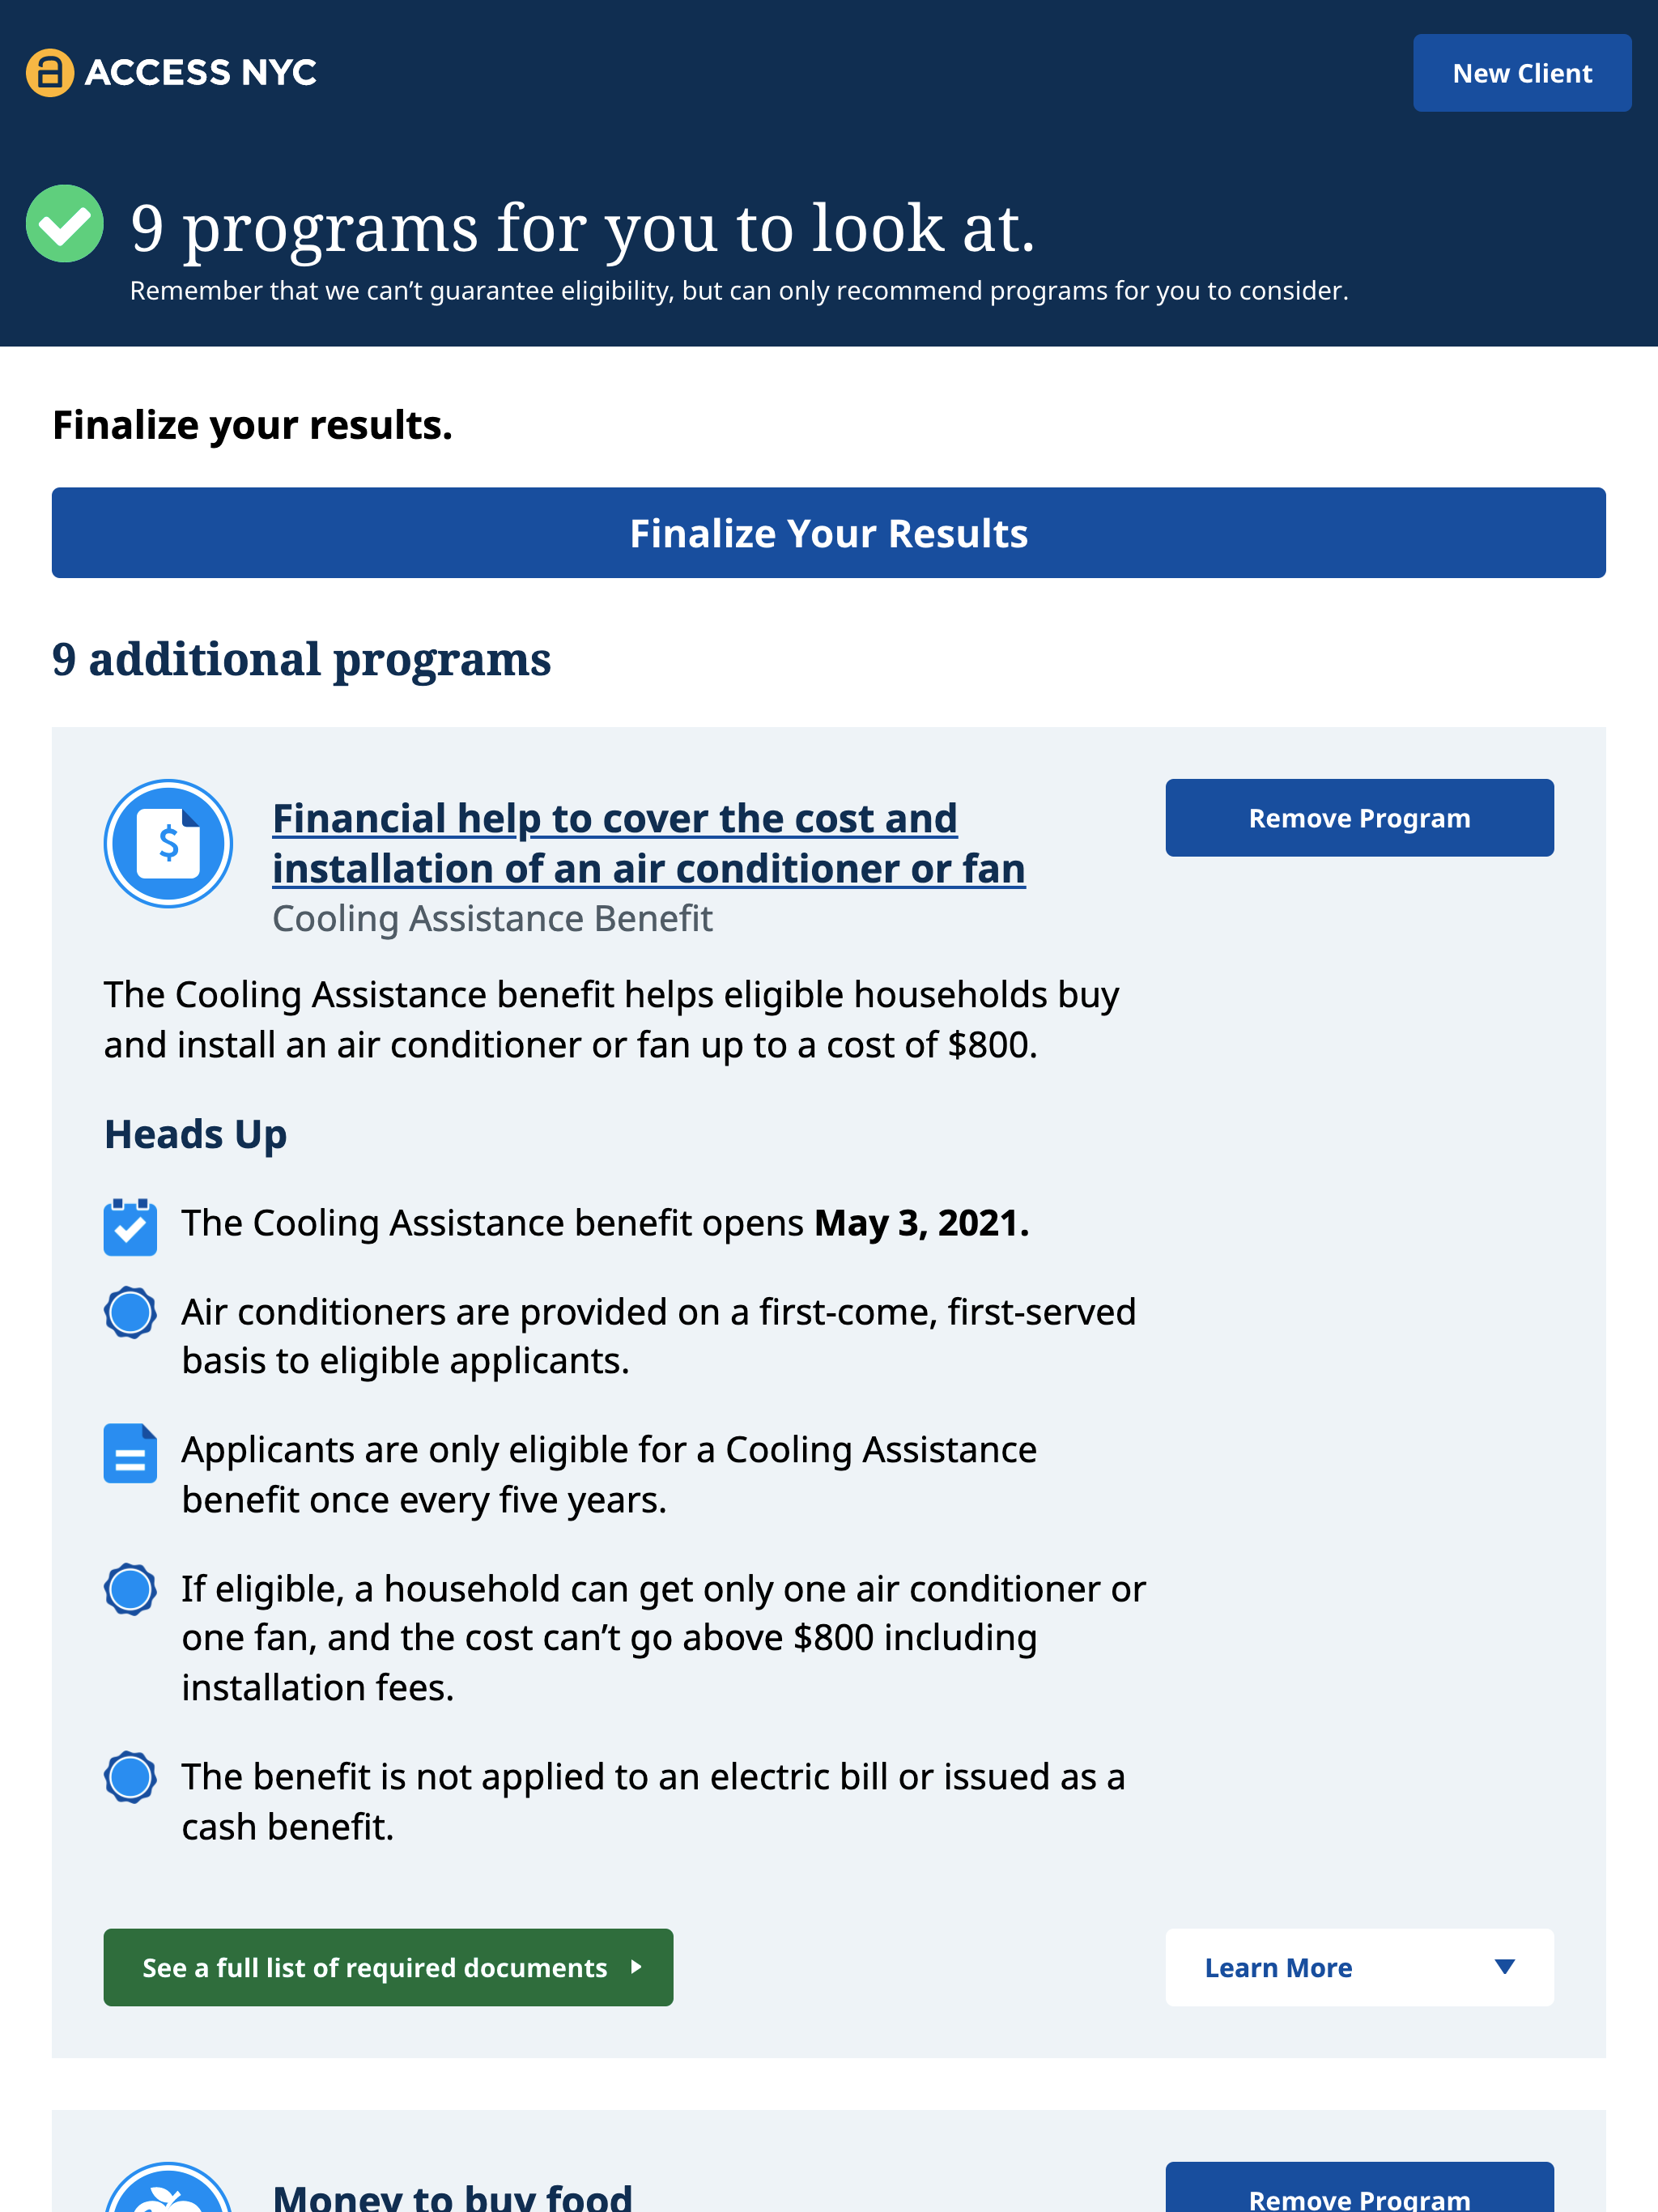 ACCESS NYC
New Client
9 programs for you to look at.
Remember that we can’t guarantee eligibility, but can only recommend programs for you to consider.
Finalize your results.
Finalize Your Results
9 additional programs
$
Financial help to cover the cost and
installation of an air conditioner or fan
Cooling Assistance Benefit
Remove Program
The Cooling Assistance benefit helps eligible households buy
and install an air conditioner or fan up to a cost of $800.
Heads Up
The Cooling Assistance benefit opens May 3, 2021.
Air conditioners are provided on a first-come, first-served
basis to eligible applicants.
Applicants are only eligible for a Cooling Assistance
benefit once every five years.
If eligible, a household can get only one air conditioner or
one fan, and the cost can’t go above $800 including
installation fees.
The benefit is not applied to an electric bill or issued as a
cash benefit.
See a full list of required documents
Learn More
Money to buy food
Remove Program